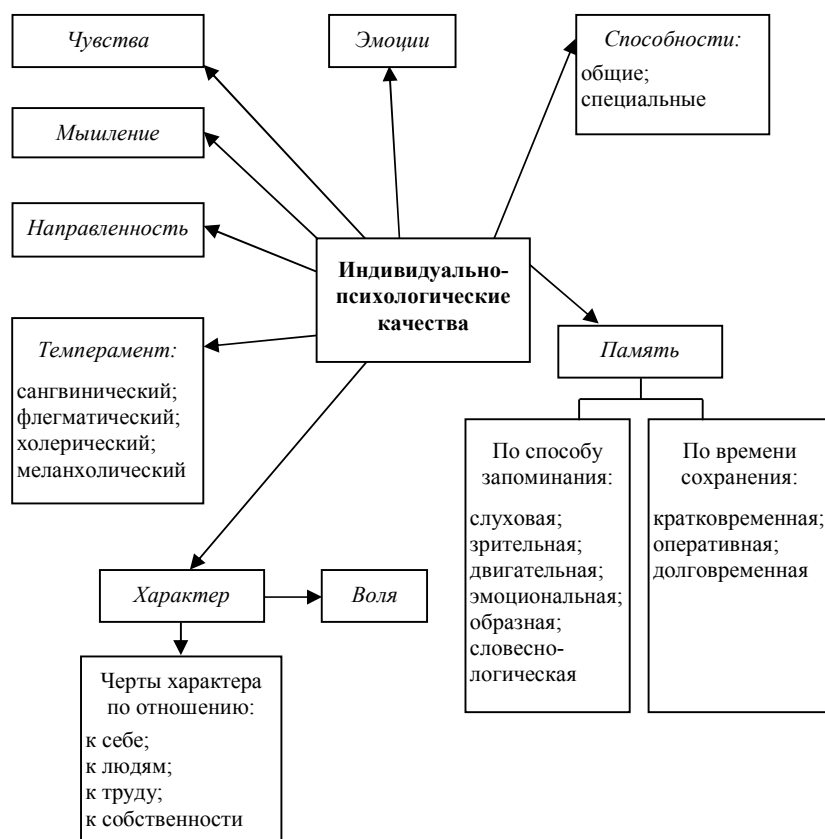 Чувства
Эмоции
Способности:
общие;
специальные
Мышление
Направленность
Индивидуально-
психологические
качества
Темперамент:
сангвинический;
флегматический;
холерический;
меланхолический
Память
По способу
запоминания:
слуховая;
зрительная;
двигательная;
эмоциональная;
образная;
словесно-
логическая
По времени
сохранения:
кратковременная;
оперативная;
долговременная
Характер
Воля
Черты характера
по отношению:
к себе;
к людям;
к труду;
к собственности